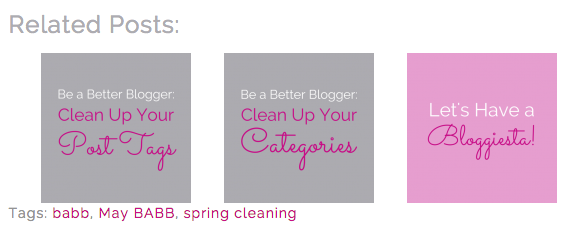 Related Posts:
Be a Better Blogger:
Clean Up Your
Post Tags
Be a Better Blogger:
Clean Up Your
Categories
Let's Have a
Bloggiesta!
Tags: babb, May BABB, spring cleaning